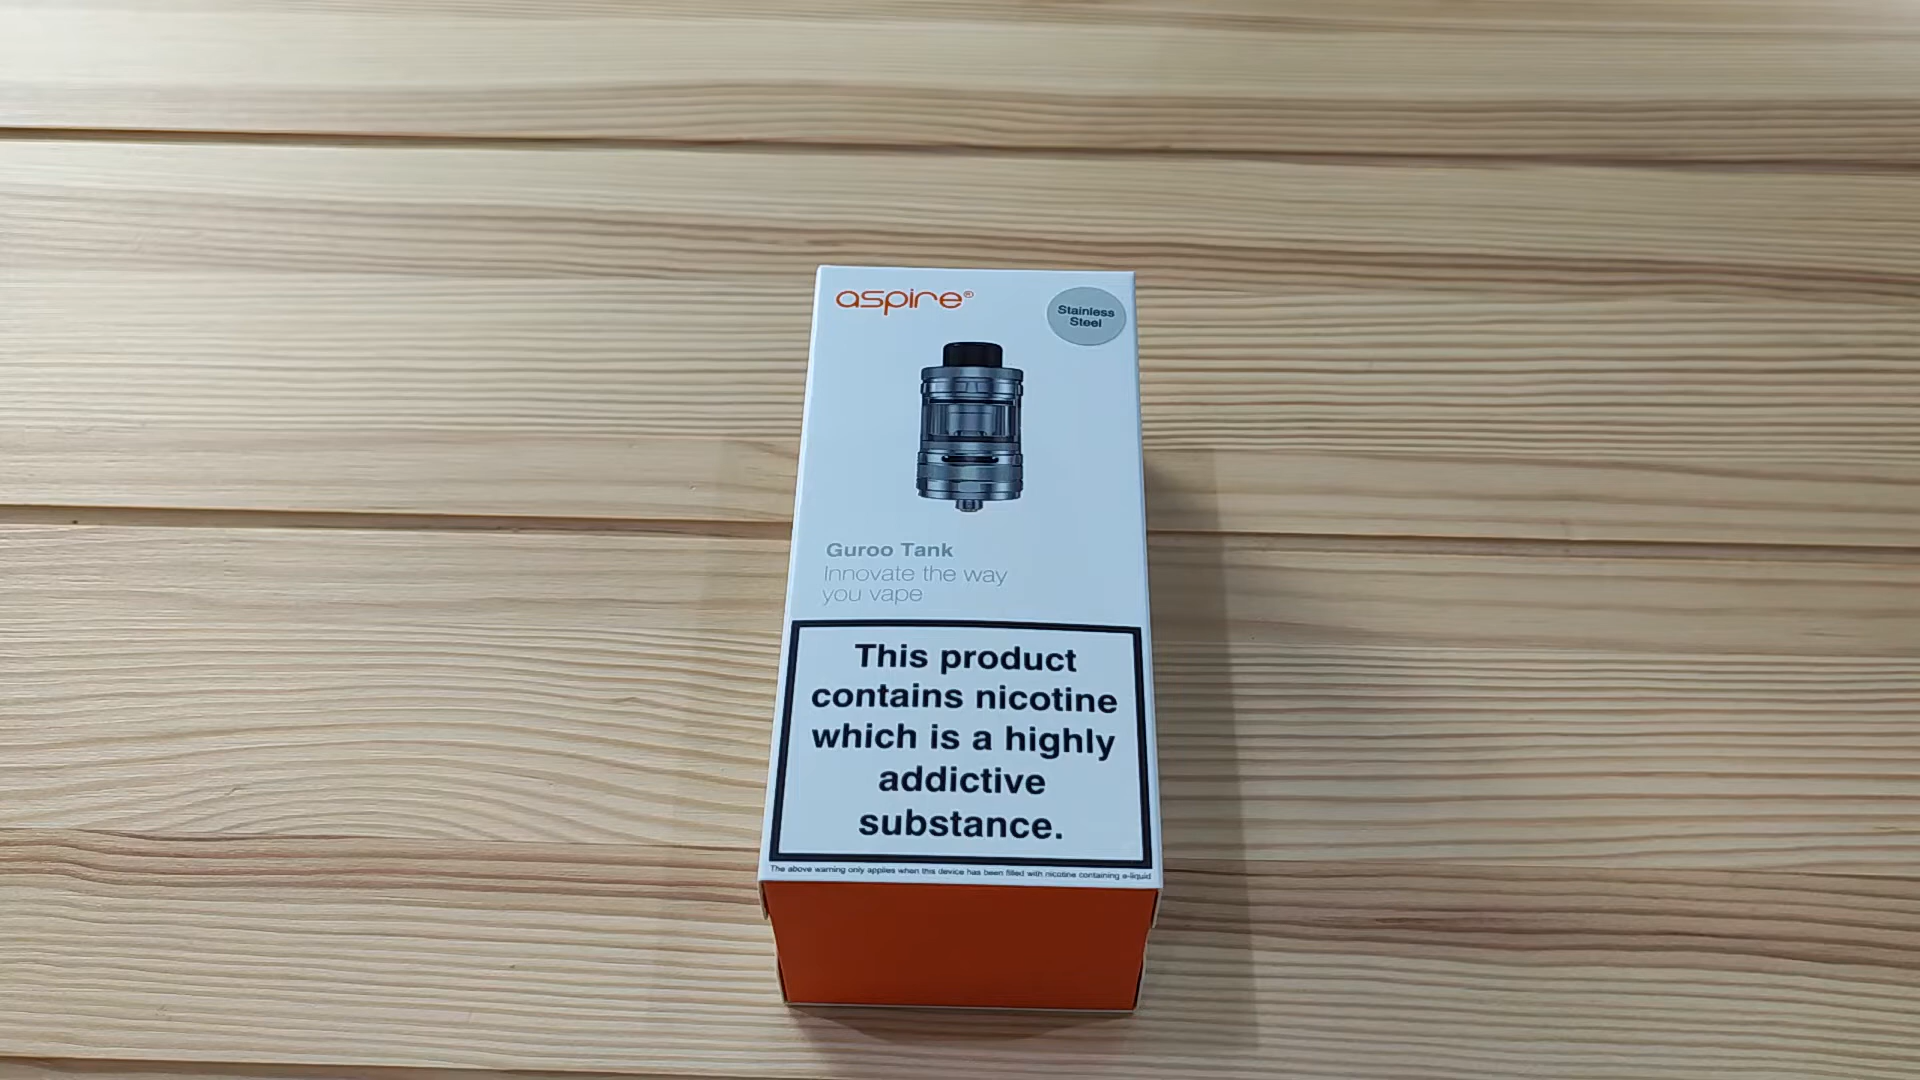 aspire®
Stainless
Steel
Guroo Tank
Innovate the way
you vape
This product
contains nicotine
which is a highly
addictive
substance.
The above warning only applies when this device has been filled with nicotine containing e-liquid